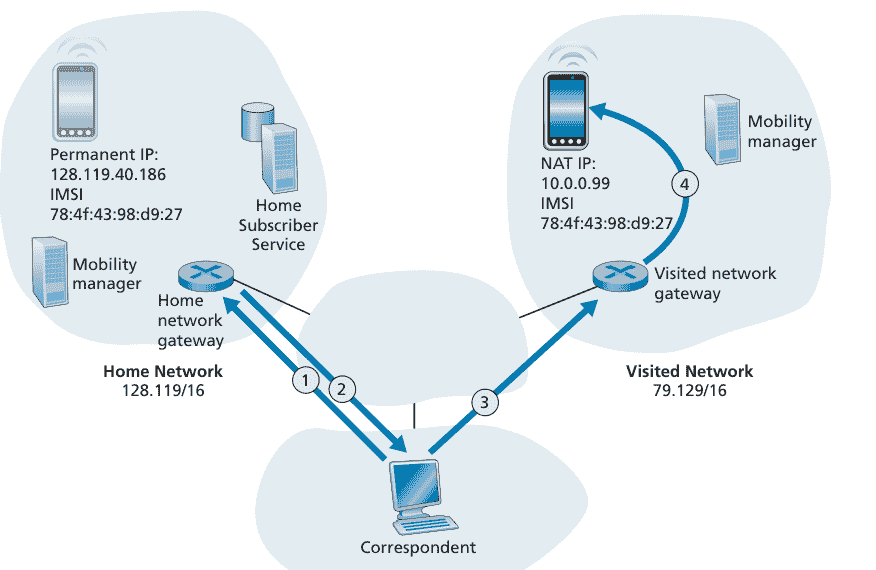 Permanent IP:
128.119.40.186
IMSI
78:4f:43:98:d9:27
Home
Subscriber
Service
Mobility
manager
Home
network
gateway
Home Network
128.119/16
1
2
3
4
NAT IP:
10.0.0.99
IMSI
78:4f:43:98:d9:27
Mobility
manager
Visited network
gateway
Visited Network
79.129/16
Correspondent